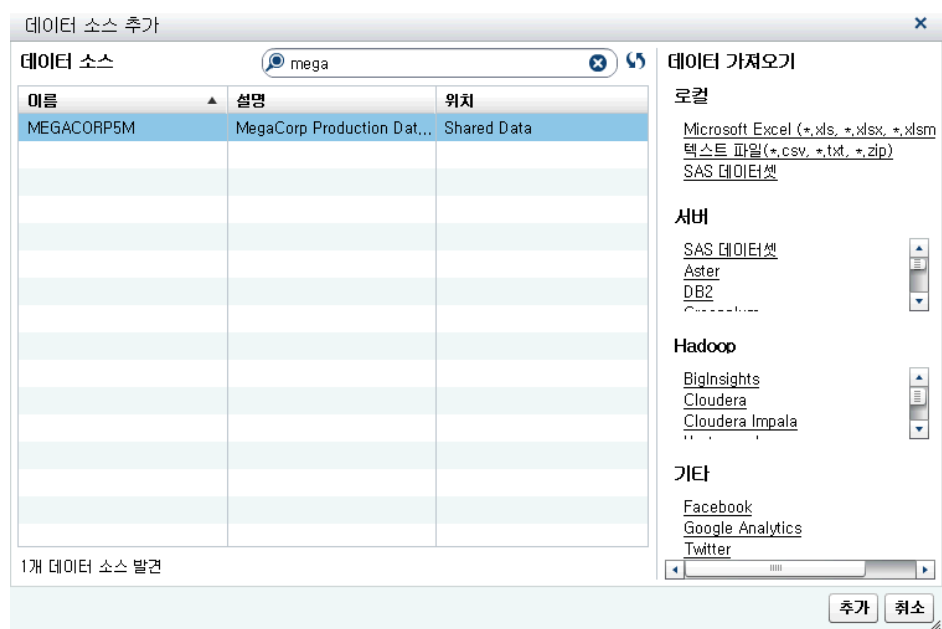 데이터 소스 추가
데이터 소스
mega
이름 설명 위치
MEGACORP5M MegaCorp Production Dat... Shared Data
1개 데이터 소스 발견
데이터 가져오기
로컬
Microsoft Excel (*.xls, *.xlsx, *.xlsm
텍스트 파일(*.csv, *.txt, *.zip)
SAS 데이터셋
서버
SAS 데이터셋
Aster
DB2
Hadoop
BigInsights
Cloudera
Cloudera Impala
기타
Facebook
Google Analytics
Twitter
추가 취소